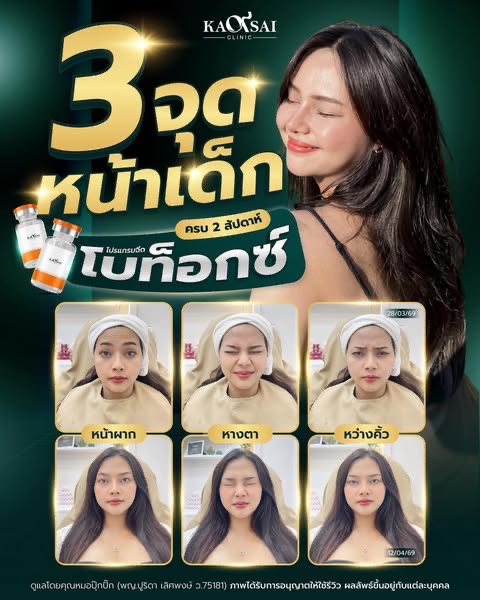 KAOSAI
CLINIC
3 จุด
หน้าเด็ก
ครบ 2 สัปดาห์
โปรแกรมฉีด
โบท็อกซ์
28/03/69
หน้าผาก
หางตา
หว่างคิ้ว
12/04/69
ดูแลโดยคุณหมอปุ๊กปิ๊ก (พญ.ปูริดา เลิศพงษ์ ว.75181) ภาพได้รับการอนุญาตให้ใช้รีวิว ผลลัพธ์ขึ้นอยู่กับแต่ละบุคคล